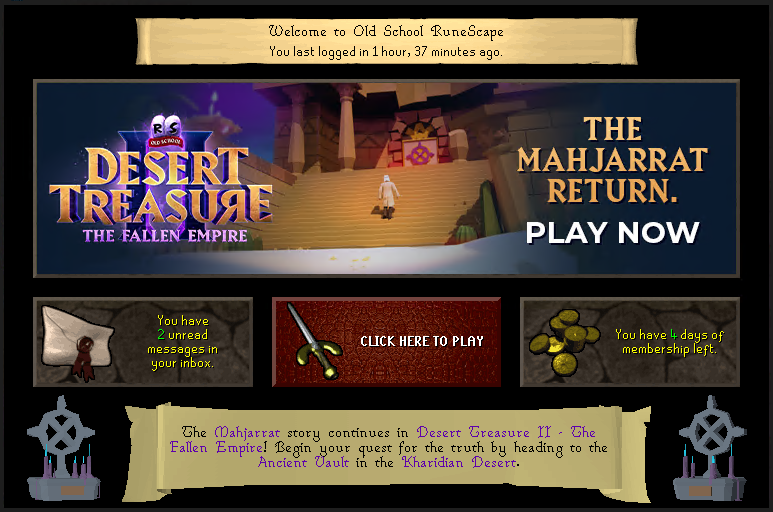 Welcome to Old School RuneScape
You last logged in 1 hour, 37 minutes ago.
RS
OLD SCHOOL
DESERT
TREASURE
II
THE FALLEN EMPIRE
THE
MAHJARRAT
RETURN.
PLAY NOW
You have
2 unread
messages in
your inbox.
CLICK HERE TO PLAY
You have 4 days of
membership left.
The Mahjarrat story continues in Desert Treasure II - The
Fallen Empire! Begin your quest for the truth by heading to the
Ancient Vault in the Kharidian Desert.